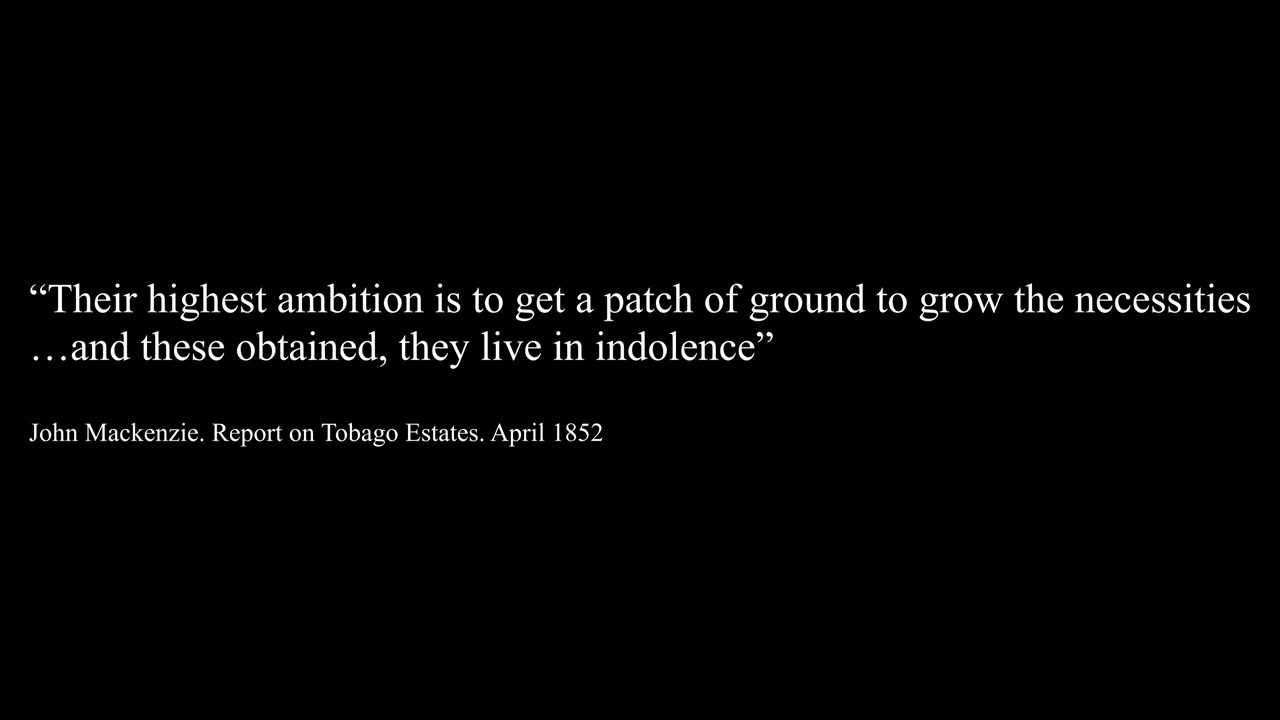 “Their highest ambition is to get a patch of ground to grow the necessities
…and these obtained, they live in indolence”
John Mackenzie. Report on Tobago Estates. April 1852